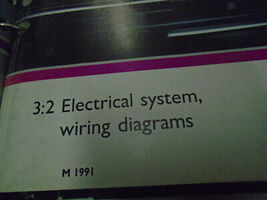 3:2 Electrical system,
wiring diagrams
M 1991